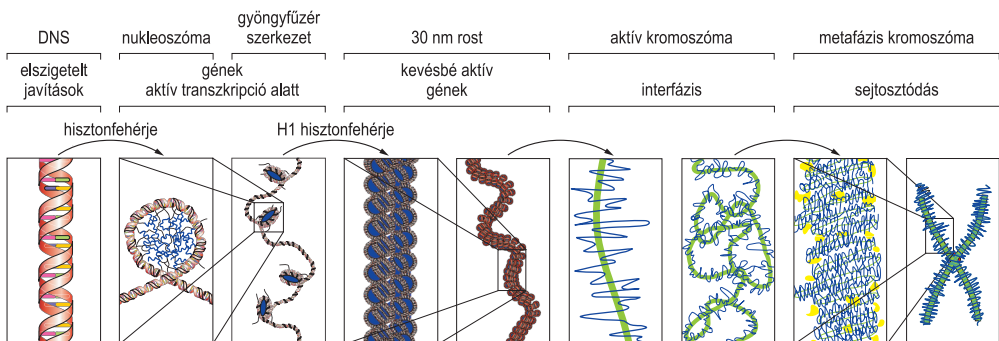 DNS
nukleoszóma
gyöngyfűzér
szerkezet
30 nm rost
aktív kromoszóma
metafázis kromoszóma
elszigetelt
javítások
gének
aktív transzkripció alatt
kevésbé aktív
gének
interfázis
sejtosztódás
hisztonfehérje
H1 hisztonfehérje